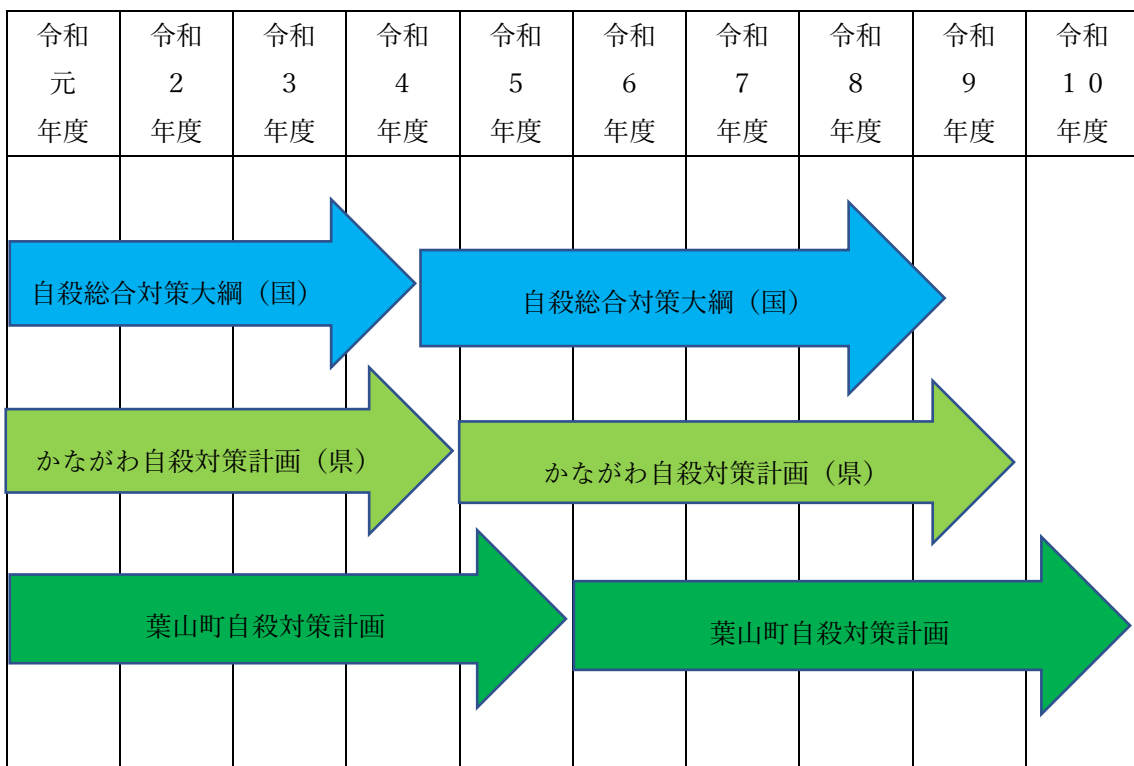 令和 令和 令和 令和 令和 令和 令和 令和 令和 令和
元 2 3 4 5 6 7 8 9 10
年度 年度 年度 年度 年度 年度 年度 年度 年度 年度
自殺総合対策大綱（国）
自殺総合対策大綱（国）
かながわ自殺対策計画（県）
かながわ自殺対策計画（県）
葉山町自殺対策計画
葉山町自殺対策計画